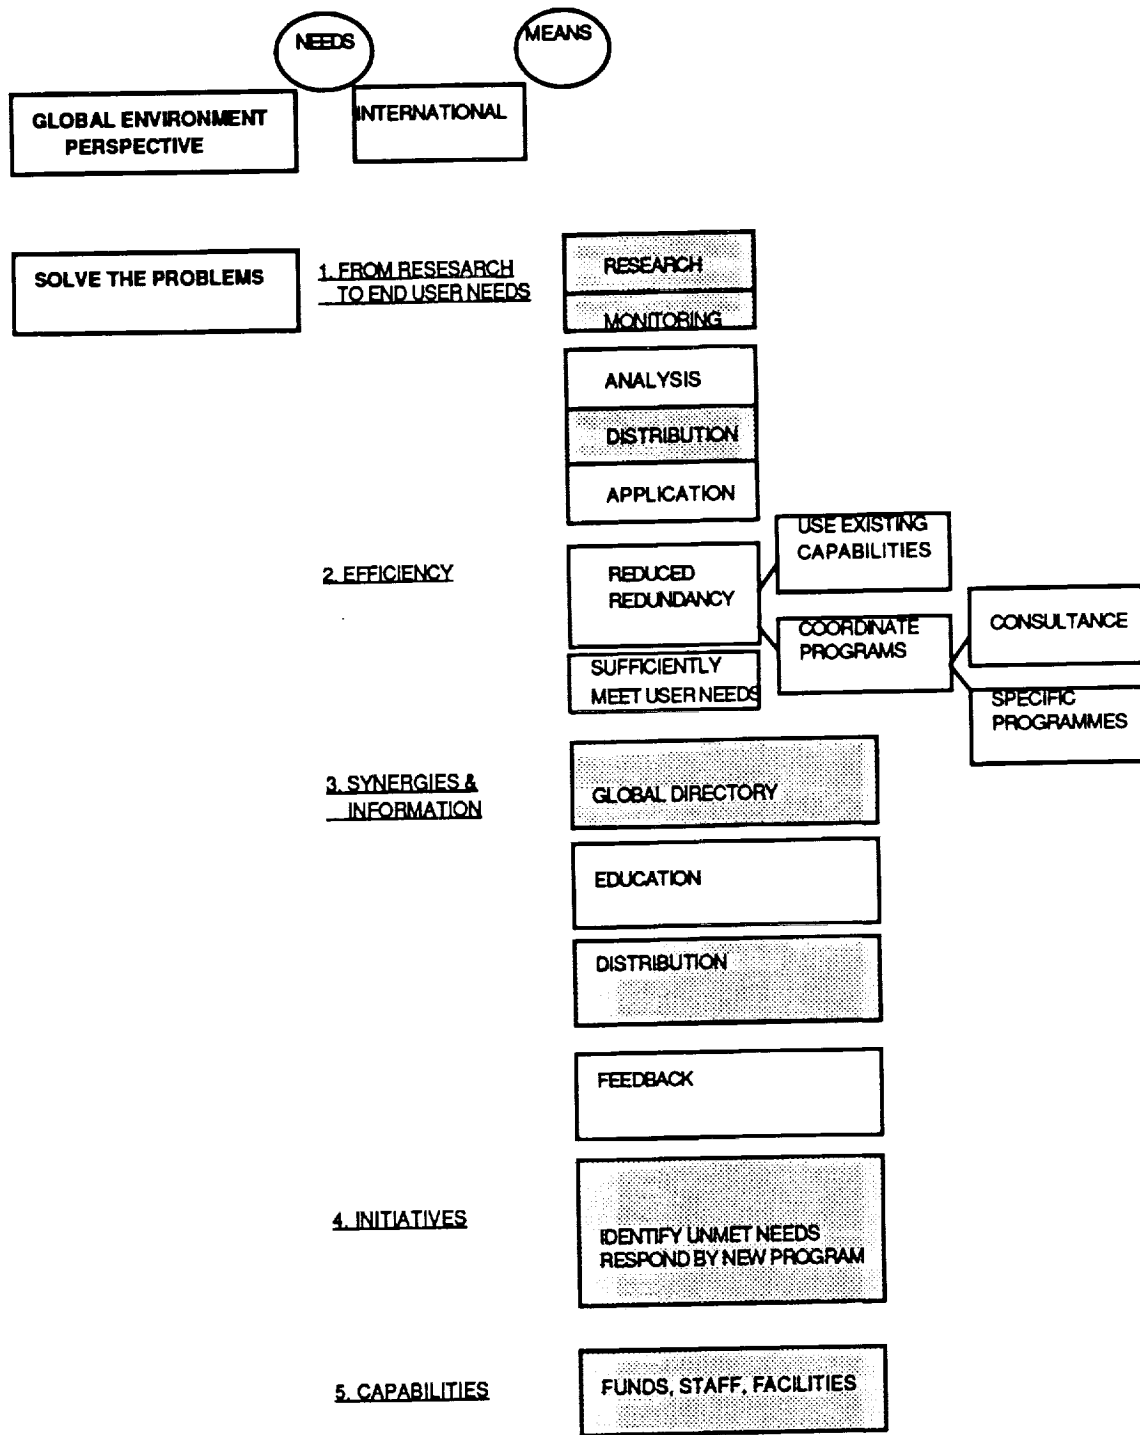 NEEDS
MEANS
GLOBAL ENVIRONMENT
PERSPECTIVE
INTERNATIONAL
SOLVE THE PROBLEMS
1. FROM RESESARCH
TO END USER NEEDS
RESEARCH
MONITORING
ANALYSIS
DISTRIBUTION
APPLICATION
2. EFFICIENCY
REDUCED
REDUNDANCY
USE EXISTING
CAPABILITIES
COORDINATE
PROGRAMS
CONSULTANCE
SPECIFIC
PROGRAMMES
SUFFICIENTLY
MEET USER NEEDS
3. SYNERGIES &
INFORMATION
GLOBAL DIRECTORY
EDUCATION
DISTRIBUTION
FEEDBACK
4. INITIATIVES
IDENTIFY UNMET NEEDS
RESPOND BY NEW PROGRAM
5. CAPABILITIES
FUNDS, STAFF, FACILITIES